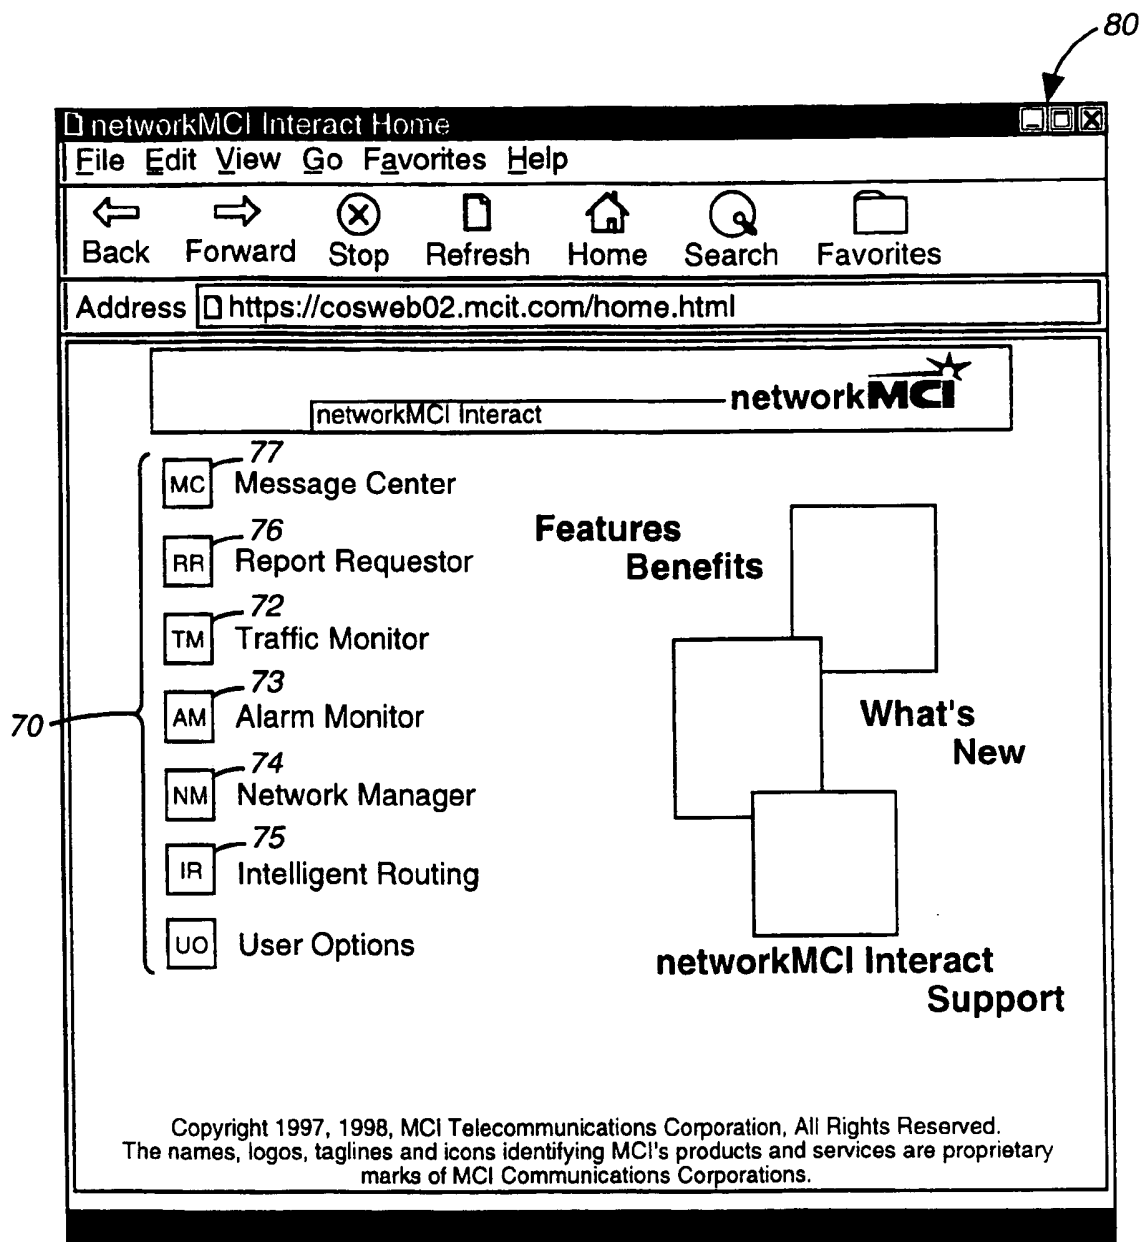 80
networkMCI Interact Home
File Edit View Go Favorites Help
Back Forward Stop Refresh Home Search Favorites
Address https://cosweb02.mcit.com/home.html
networkMCI
networkMCI Interact
77
MC Message Center
76
RR Report Requestor
72
TM Traffic Monitor
73
AM Alarm Monitor
70
74
NM Network Manager
75
IR Intelligent Routing
UO User Options
Features
Benefits
What's
New
networkMCI Interact
Support
Copyright 1997, 1998, MCI Telecommunications Corporation, All Rights Reserved.
The names, logos, taglines and icons identifying MCI's products and services are proprietary
marks of MCI Communications Corporations.